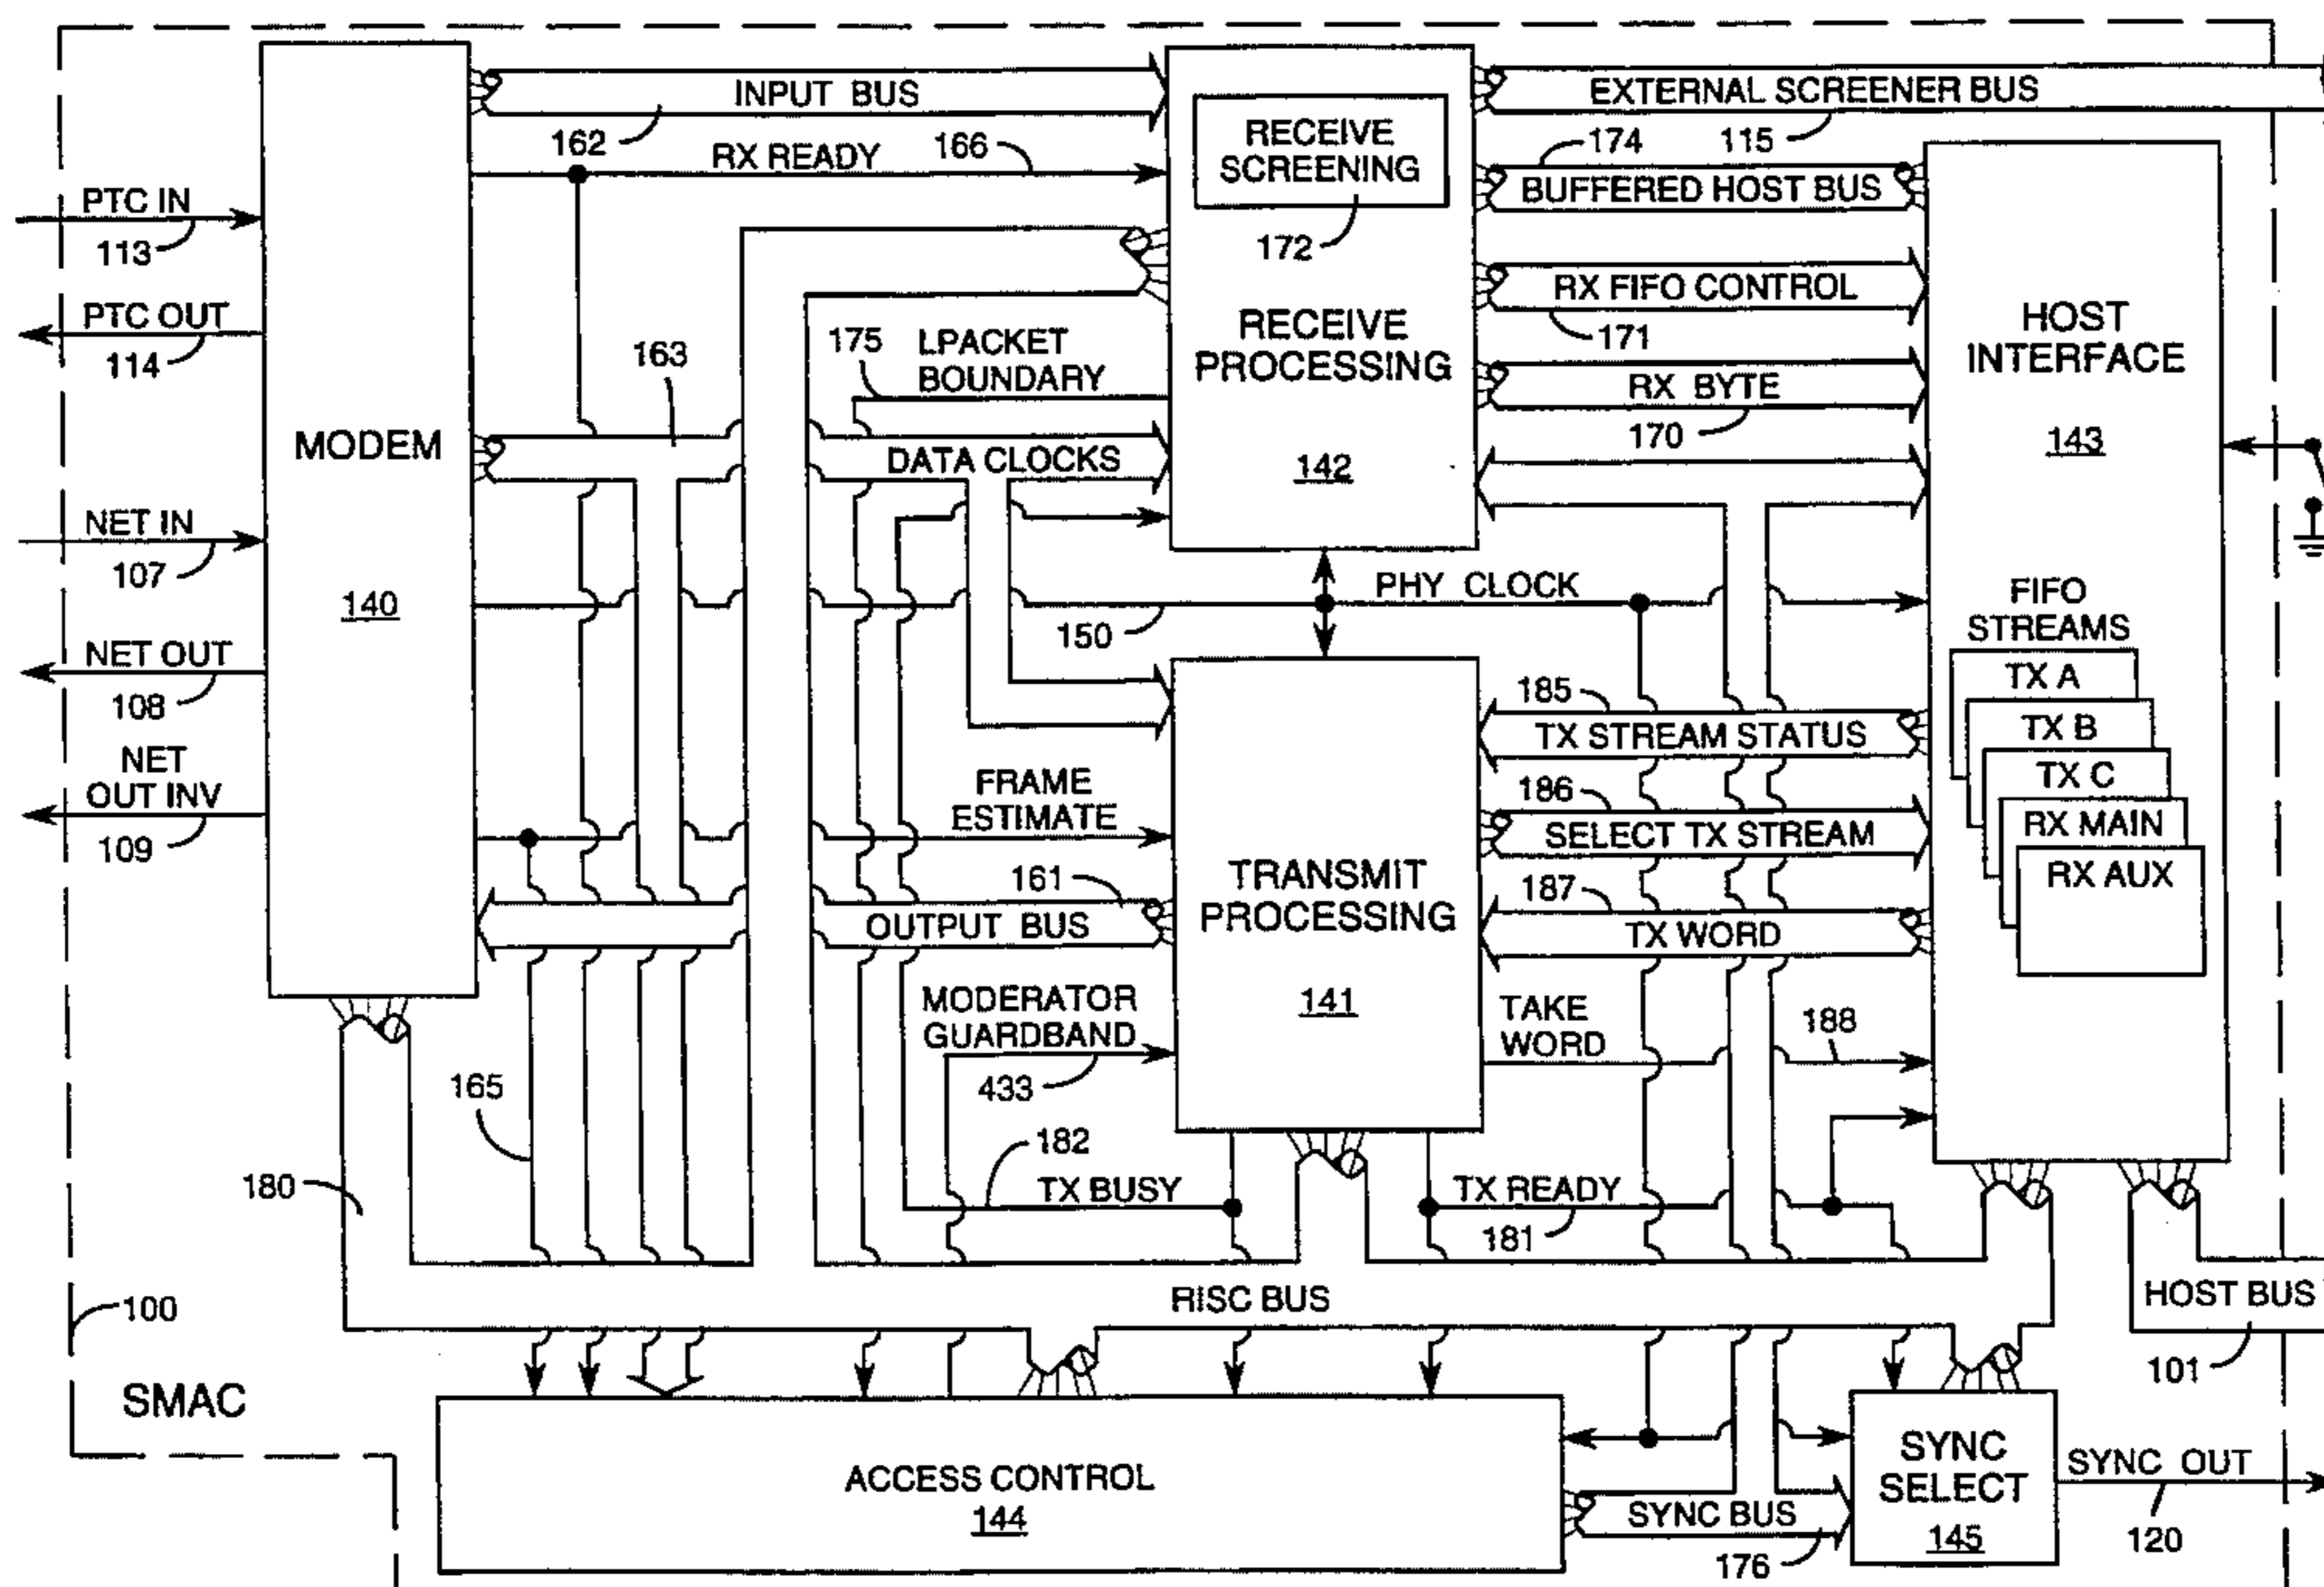 INPUT BUS
162
RX READY
166
PTC IN
113
PTC OUT
114
MODEM
140
NET IN
107
NET OUT
108
NET
OUT INV
109
163
175
LPACKET
BOUNDARY
DATA CLOCKS
RECEIVE
SCREENING
172
RECEIVE
PROCESSING
142
EXTERNAL SCREENER BUS
115
174
BUFFERED HOST BUS
RX FIFO CONTROL
171
RX BYTE
170
HOST
INTERFACE
143
PHY CLOCK
150
FIFO
STREAMS
TX A
TX B
TX C
RX MAIN
RX AUX
185
TX STREAM STATUS
186
SELECT TX STREAM
187
TX WORD
TAKE
WORD
188
FRAME
ESTIMATE
161
OUTPUT BUS
TRANSMIT
PROCESSING
141
MODERATOR
GUARDBAND
433
165
182
TX BUSY
TX READY
181
180
RISC BUS
HOST BUS
101
100
SMAC
ACCESS CONTROL
144
SYNC BUS
176
SYNC
SELECT
145
SYNC OUT
120